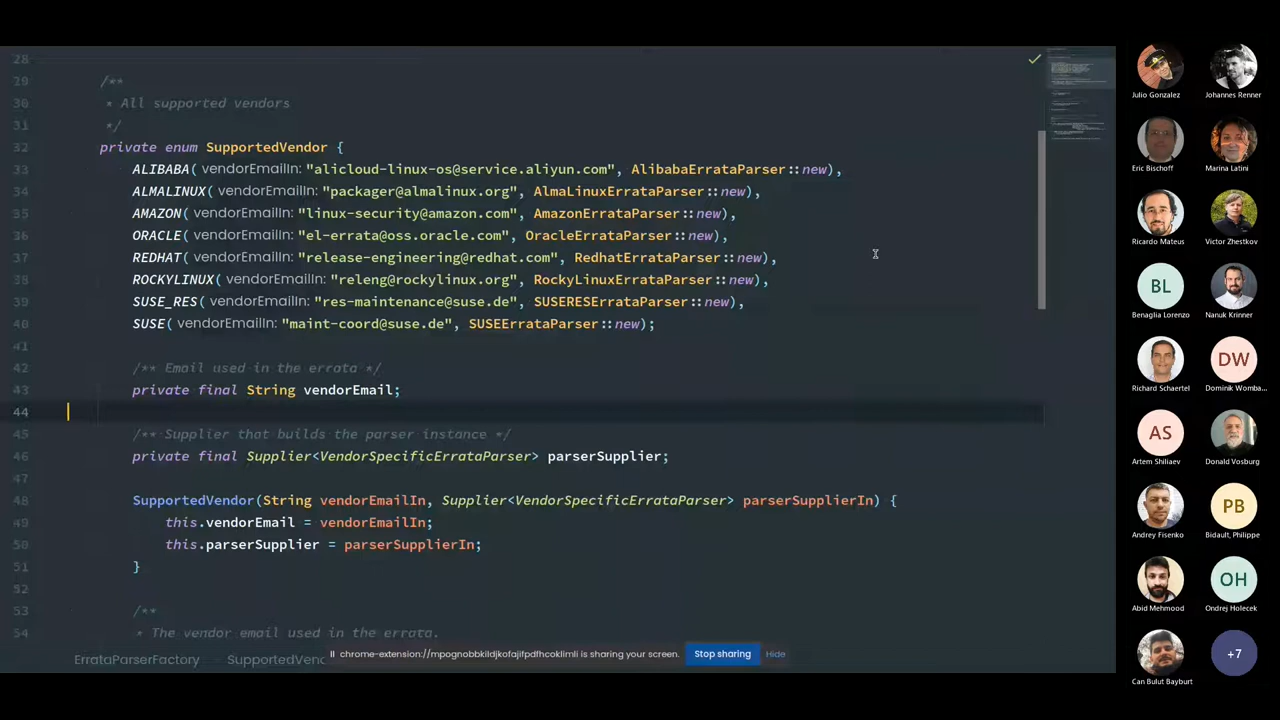 28
29 /**
30 * All supported vendors
31 */
32 private enum SupportedVendor {
33 ALIBABA( vendorEmailIn: "alicloud-linux-os@service.aliyun.com", AlibabaErrataParser::new),
34 ALMALINUX( vendorEmailIn: "packager@almalinux.org", AlmaLinuxErrataParser::new),
35 AMAZON( vendorEmailIn: "linux-security@amazon.com", AmazonErrataParser::new),
36 ORACLE( vendorEmailIn: "el-errata@oss.oracle.com", OracleErrataParser::new),
37 REDHAT( vendorEmailIn: "release-engineering@redhat.com", RedhatErrataParser::new),
38 ROCKYLINUX( vendorEmailIn: "releng@rockylinux.org", RockyLinuxErrataParser::new),
39 SUSE_RES( vendorEmailIn: "res-maintenance@suse.de", SUSERESErrataParser::new),
40 SUSE( vendorEmailIn: "maint-coord@suse.de", SUSEErrataParser::new);
41
42 /** Email used in the errata */
43 private final String vendorEmail;
44
45 /** Supplier that builds the parser instance */
46 private final Supplier<VendorSpecificErrataParser> parserSupplier;
47
48 SupportedVendor(String vendorEmailIn, Supplier<VendorSpecificErrataParser> parserSupplierIn) {
49 this.vendorEmail = vendorEmailIn;
50 this.parserSupplier = parserSupplierIn;
51 }
52
53 /**
54 * The vendor email used in the errata.
ErrataParserFactory SupportedVend
chrome-extension://mpognobbkildjkofajifpdfhcoklimli is sharing your screen. Stop sharing Hide
Julio Gonzalez Johannes Renner
Eric Bischoff Marina Latini
Ricardo Mateus Victor Zhestkov
BL
Benaglia Lorenzo Nanuk Krinner
DW
Richard Schaertel Dominik Womba...
AS
Artem Shiliaev Donald Vosburg
PB
Andrey Fisenko Bidault, Philippe
OH
Abid Mehmood Ondrej Holecek
+7
Can Bulut Bayburt